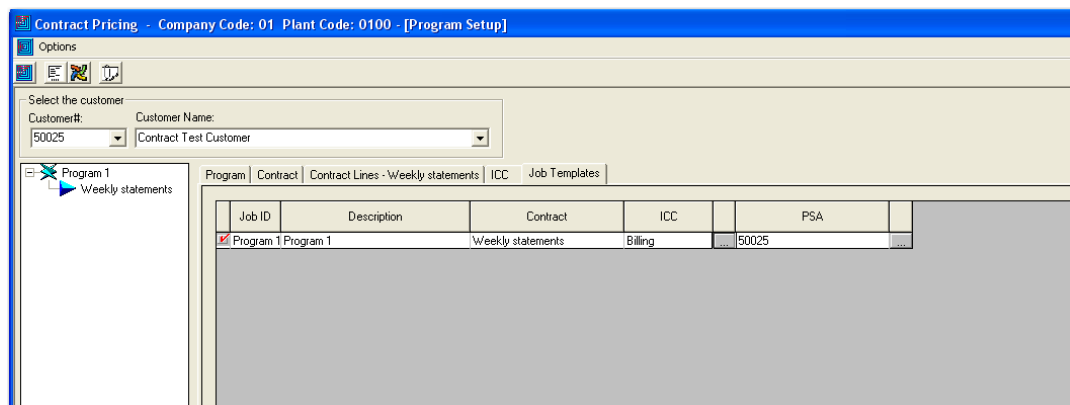 Contract Pricing - Company Code: 01 Plant Code: 0100 - [Program Setup]
Options
Select the customer
Customer#: Customer Name:
50025 Contract Test Customer
Program 1
Weekly statements
Program Contract Contract Lines - Weekly statements ICC Job Templates
Job ID Description Contract ICC PSA
Program 1 Program 1 Weekly statements Billing ... 50025 ...